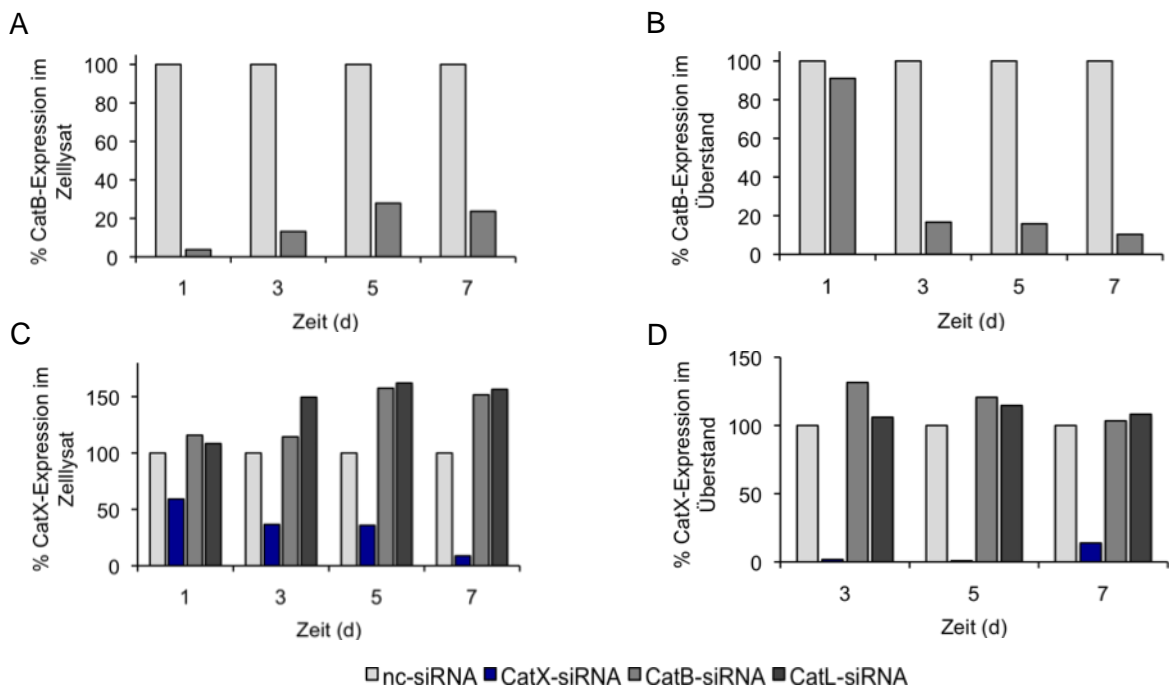 A
% CatB-Expression im
Zelllysat
100
80
60
40
20
0
1 3 5 7
Zeit (d)
B
% CatB-Expression im
Überstand
100
80
60
40
20
0
1 3 5 7
Zeit (d)
C
% CatX-Expression im
Zelllysat
150
100
50
0
1 3 5 7
Zeit (d)
D
% CatX-Expression im
Überstand
150
100
50
0
3 5 7
Zeit (d)
nc-siRNA CatX-siRNA CatB-siRNA CatL-siRNA